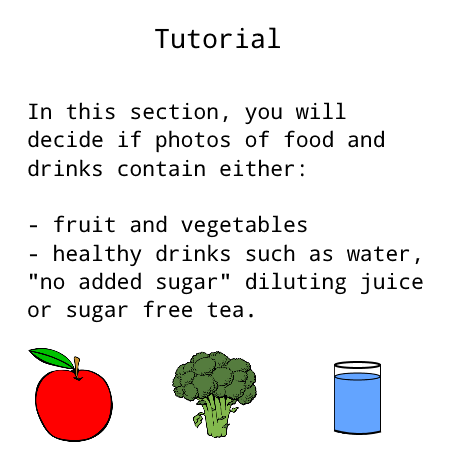 Tutorial
In this section, you will
decide if photos of food and
drinks contain either:
- fruit and vegetables
- healthy drinks such as water,
"no added sugar" diluting juice
or sugar free tea.